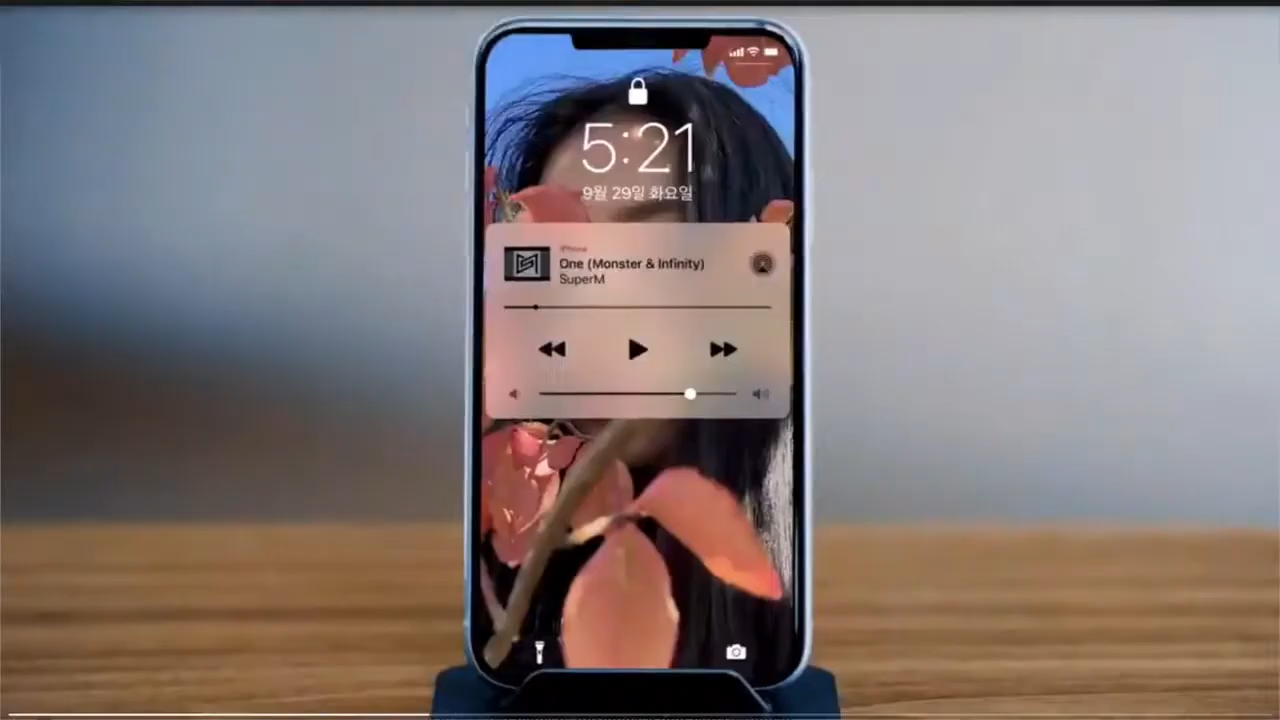 5:21
9월 29일 화요일
iPhone
One (Monster & Infinity)
SuperM